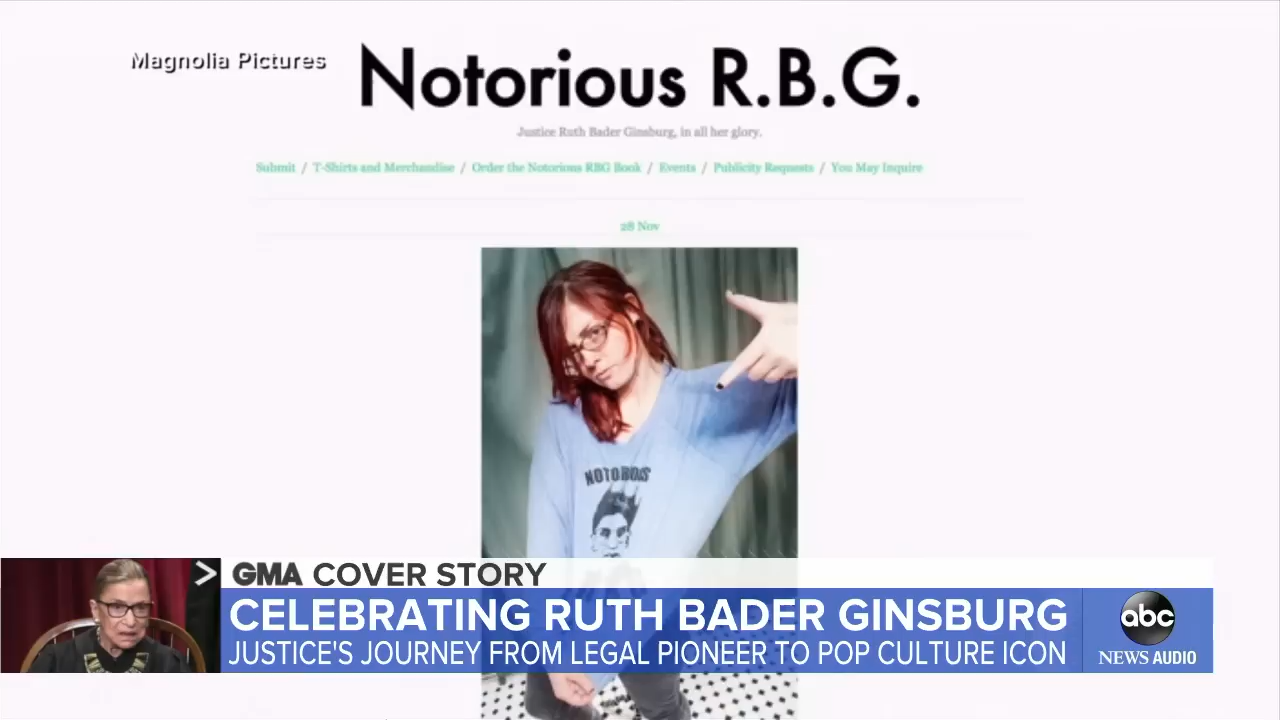 Magnolia Pictures
Notorious R.B.G.
Justice Ruth Bader Ginsburg, in all her glory.
Submit / T-Shirts and Merchandise / Order the Notorious RBG Book / Events / Publicity Requests / You May Inquire
28 Nov
NOTORIOUS
GMA COVER STORY
CELEBRATING RUTH BADER GINSBURG
JUSTICE'S JOURNEY FROM LEGAL PIONEER TO POP CULTURE ICON
abc
NEWS AUDIO